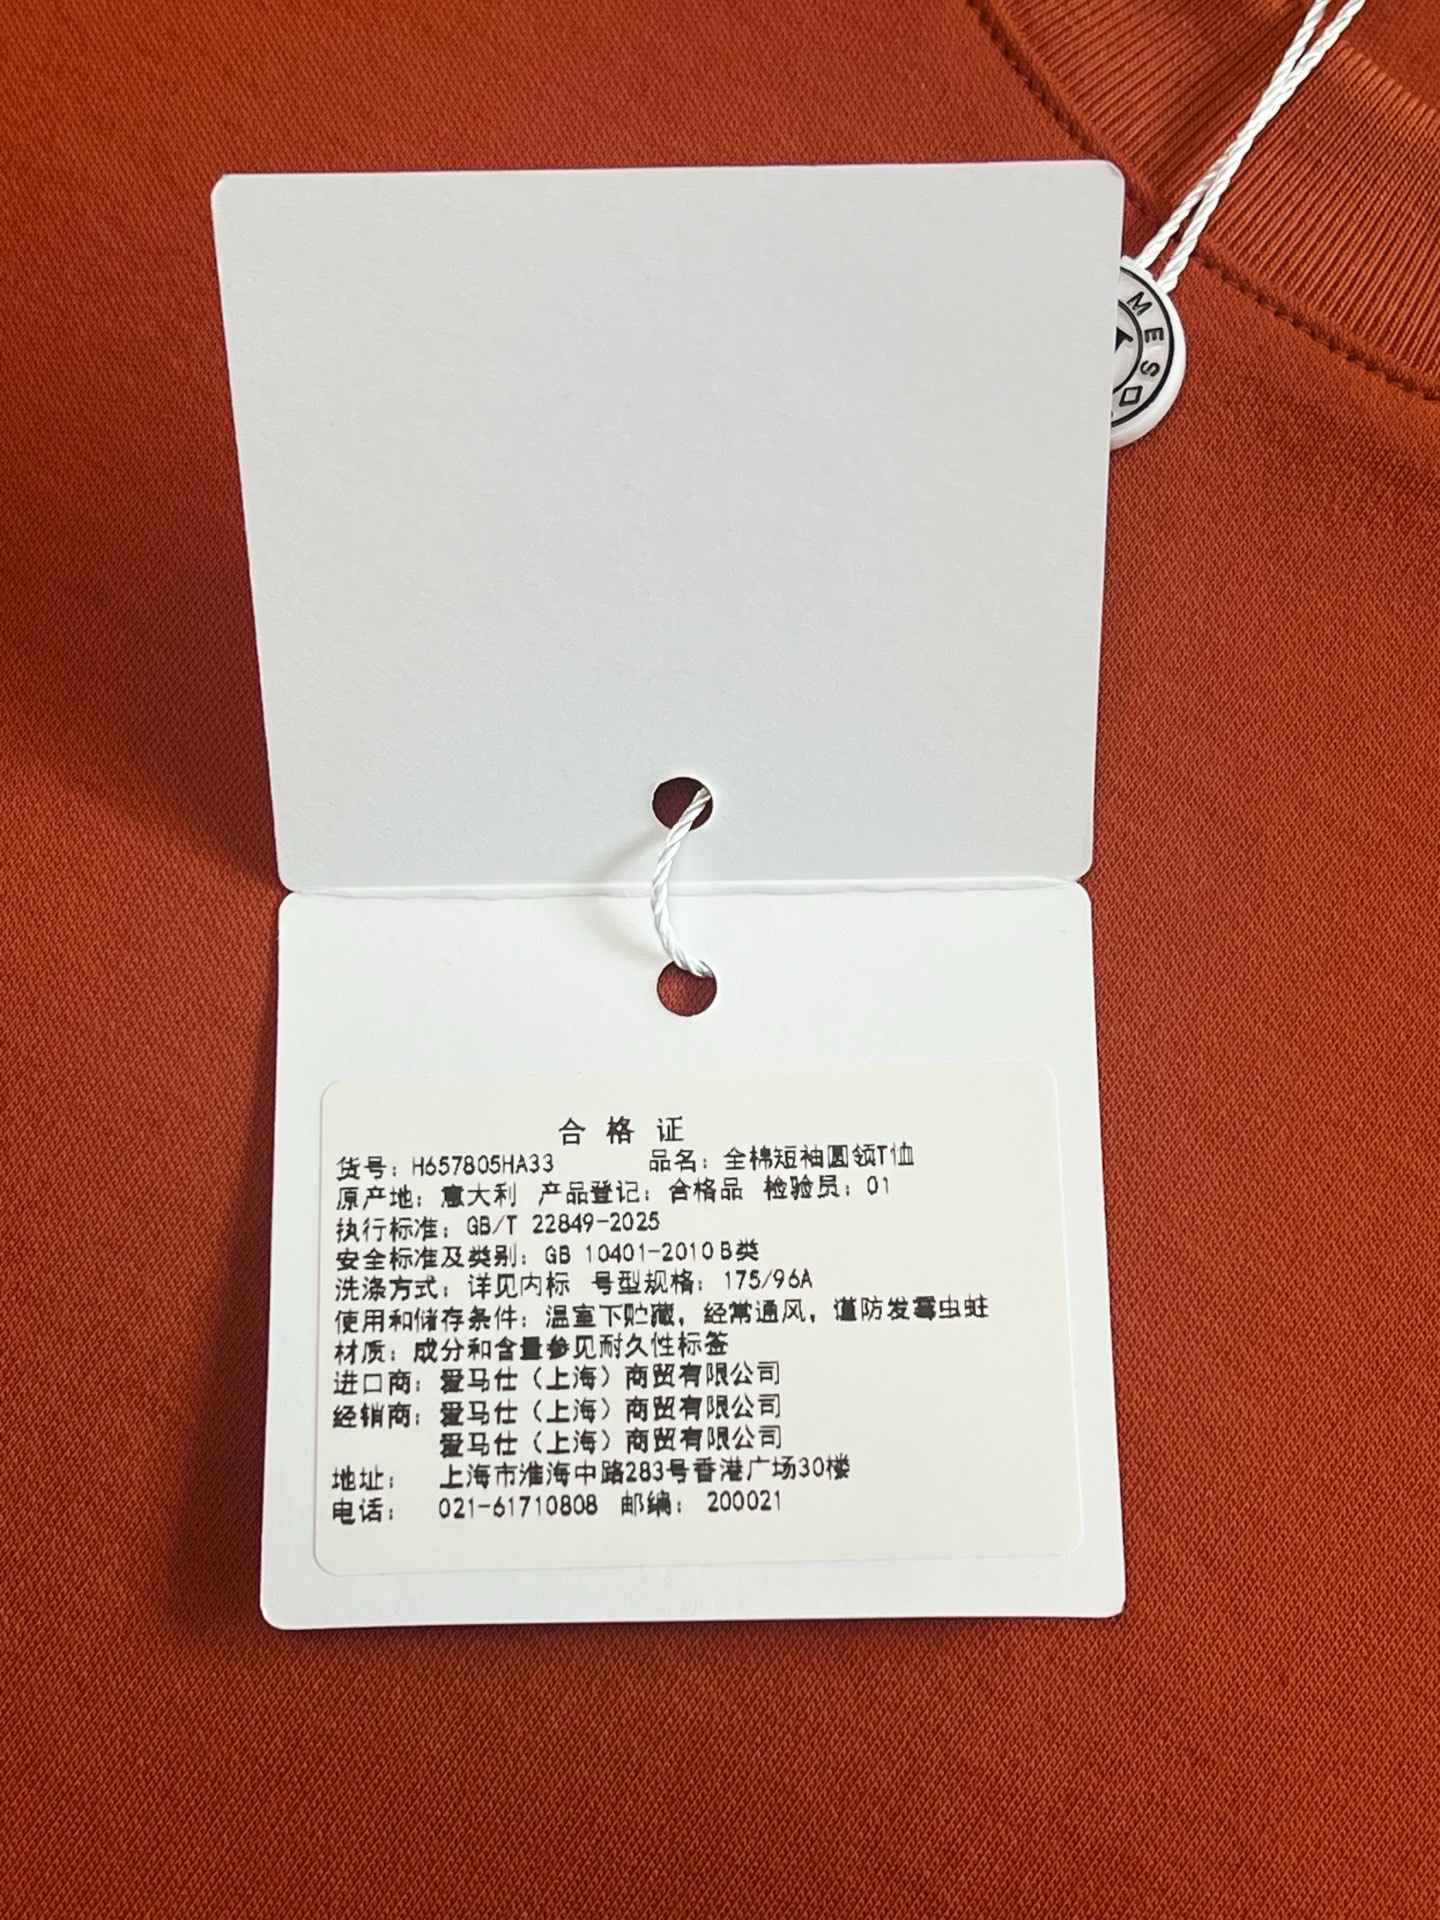 MES
合格证
货号：H657805HA33 品名：全棉短袖圆领T恤
原产地：意大利 产品登记：合格品 检验员：01
执行标准：GB/T 22849-2025
安全标准及类别：GB 10401-2010 B类
洗涤方式：详见内标 号型规格：175/96A
使用和储存条件：温室下贮藏，经常通风，谨防发霉虫蛀
材质：成分和含量参见耐久性标签
进口商：爱马仕（上海）商贸有限公司
经销商：爱马仕（上海）商贸有限公司
爱马仕（上海）商贸有限公司
地址： 上海市淮海中路283号香港广场30楼
电话： 021-61710808 邮编： 200021